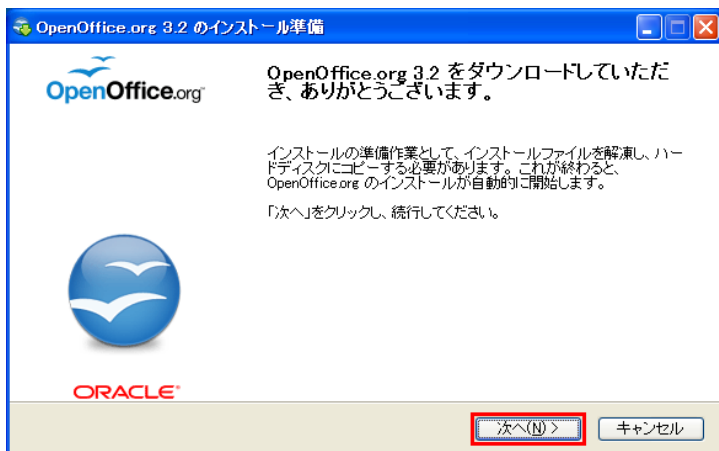 OpenOffice.org 3.2 のインストール準備
OpenOffice.org
OpenOffice.org 3.2 をダウンロードしていただ
き、ありがとうございます。
インストールの準備作業として、インストールファイルを解凍し、ハー
ドディスクにコピーする必要があります。これが終わると、
OpenOffice.org のインストールが自動的に開始します。
「次へ」をクリックし、続行してください。
ORACLE
次へ(N) >
キャンセル